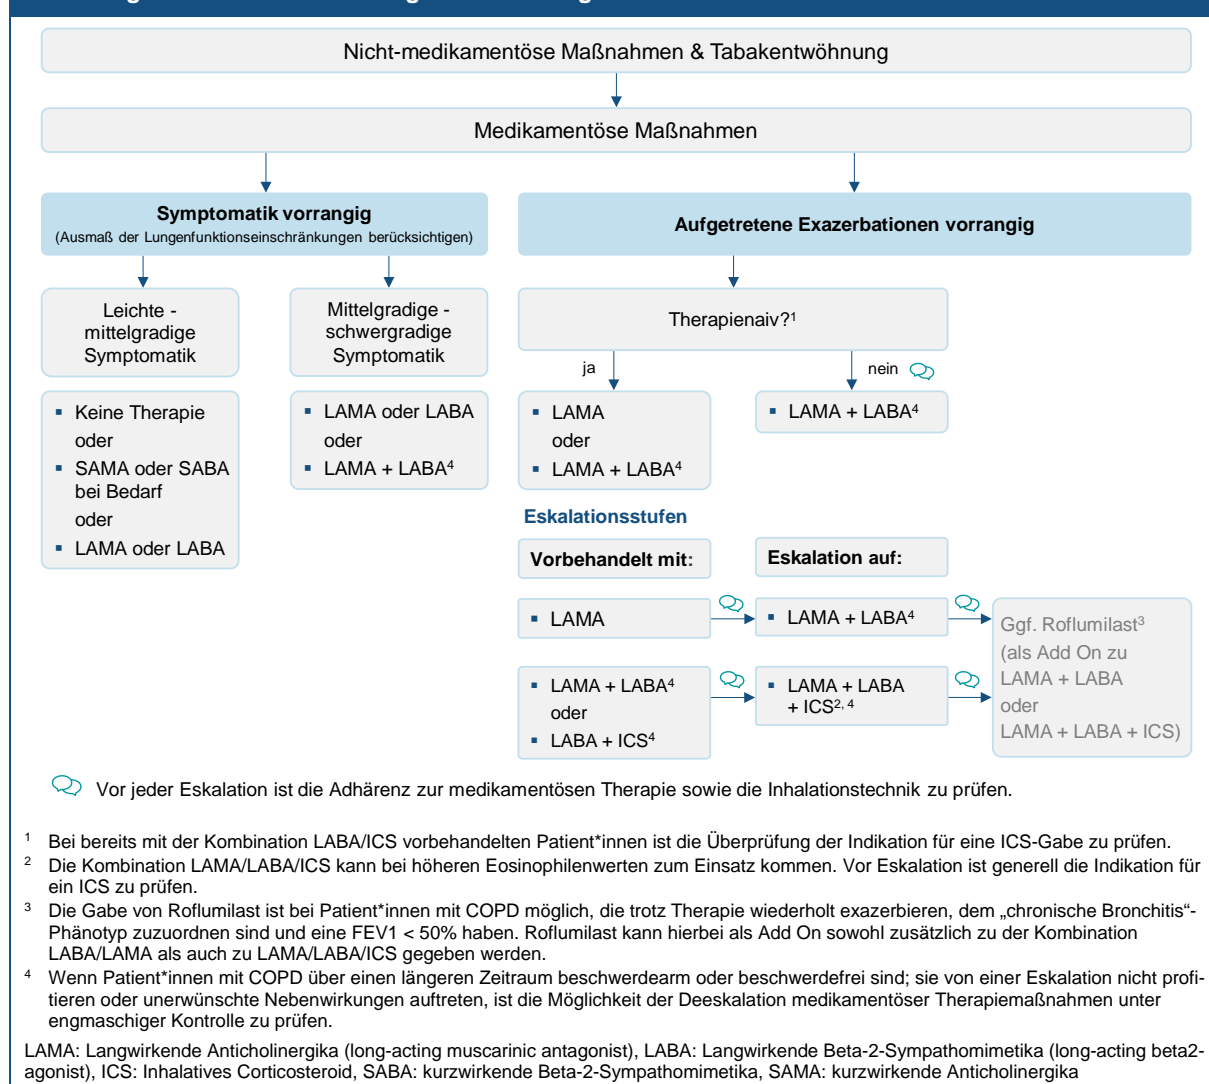 Nicht-medikamentöse Maßnahmen & Tabakentwöhnung
Medikamentöse Maßnahmen
Symptomatik vorrangig
(Ausmaß der Lungenfunktionseinschränkungen berücksichtigen)
Aufgetretene Exazerbationen vorrangig
Leichte -
mittelgradige
Symptomatik
Mittelgradige -
schwergradige
Symptomatik
Therapienaiv?¹
ja
nein
▪ Keine Therapie
oder
▪ SAMA oder SABA
bei Bedarf
oder
▪ LAMA oder LABA
▪ LAMA oder LABA
oder
▪ LAMA + LABA⁴
▪ LAMA
oder
▪ LAMA + LABA⁴
▪ LAMA + LABA⁴
Eskalationsstufen
Vorbehandelt mit:
Eskalation auf:
▪ LAMA
▪ LAMA + LABA⁴
▪ LAMA + LABA⁴
oder
▪ LABA + ICS⁴
▪ LAMA + LABA
+ ICS²,⁴
Ggf. Roflumilast³
(als Add On zu
LAMA + LABA
oder
LAMA + LABA + ICS)
Vor jeder Eskalation ist die Adhärenz zur medikamentösen Therapie sowie die Inhalationstechnik zu prüfen.
¹ Bei bereits mit der Kombination LABA/ICS vorbehandelten Patient*innen ist die Überprüfung der Indikation für eine ICS-Gabe zu prüfen.
² Die Kombination LAMA/LABA/ICS kann bei höheren Eosinophilenwerten zum Einsatz kommen. Vor Eskalation ist generell die Indikation für
ein ICS zu prüfen.
³ Die Gabe von Roflumilast ist bei Patient*innen mit COPD möglich, die trotz Therapie wiederholt exazerbieren, dem „chronische Bronchitis“-
Phänotyp zuzuordnen sind und eine FEV1 < 50% haben. Roflumilast kann hierbei als Add On sowohl zusätzlich zu der Kombination
LABA/LAMA als auch zu LAMA/LABA/ICS gegeben werden.
⁴ Wenn Patient*innen mit COPD über einen längeren Zeitraum beschwerdearm oder beschwerdefrei sind; sie von einer Eskalation nicht profi-
tieren oder unerwünschte Nebenwirkungen auftreten, ist die Möglichkeit der Deeskalation medikamentöser Therapiemaßnahmen unter
engmaschiger Kontrolle zu prüfen.
LAMA: Langwirkende Anticholinergika (long-acting muscarinic antagonist), LABA: Langwirkende Beta-2-Sympathomimetika (long-acting beta2-
agonist), ICS: Inhalatives Corticosteroid, SABA: kurzwirkende Beta-2-Sympathomimetika, SAMA: kurzwirkende Anticholinergika